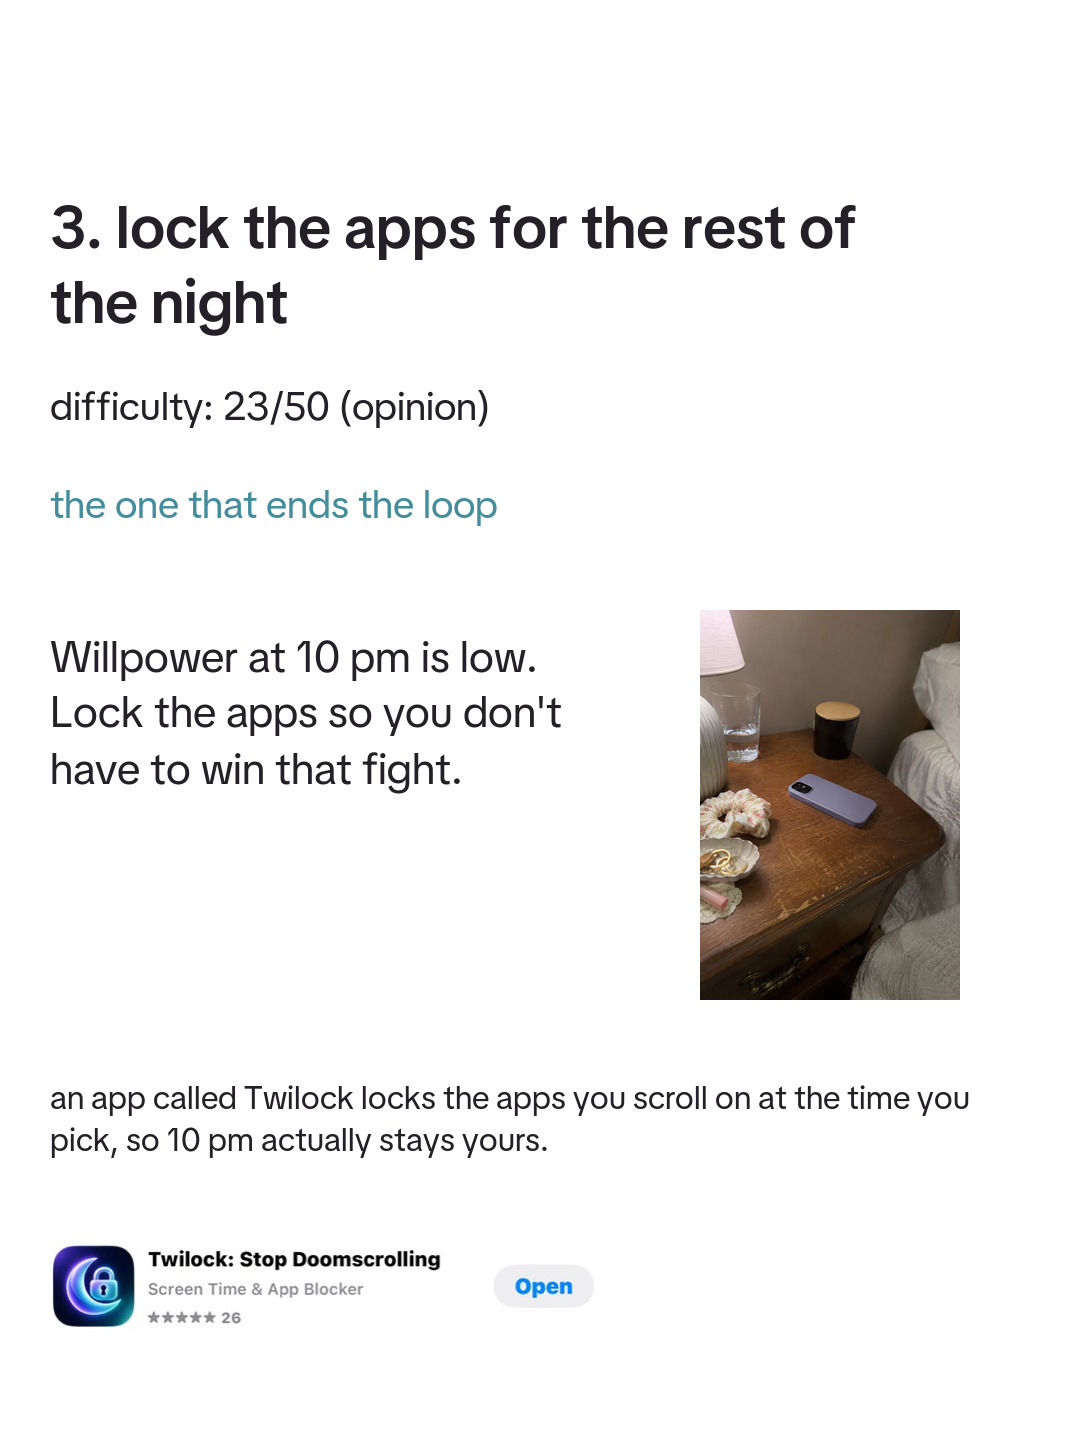 3. lock the apps for the rest of
the night
difficulty: 23/50 (opinion)
the one that ends the loop
Willpower at 10 pm is low.
Lock the apps so you don't
have to win that fight.
an app called Twilock locks the apps you scroll on at the time you
pick, so 10 pm actually stays yours.
Twilock: Stop Doomscrolling
Screen Time & App Blocker
★★★★★ 26
Open